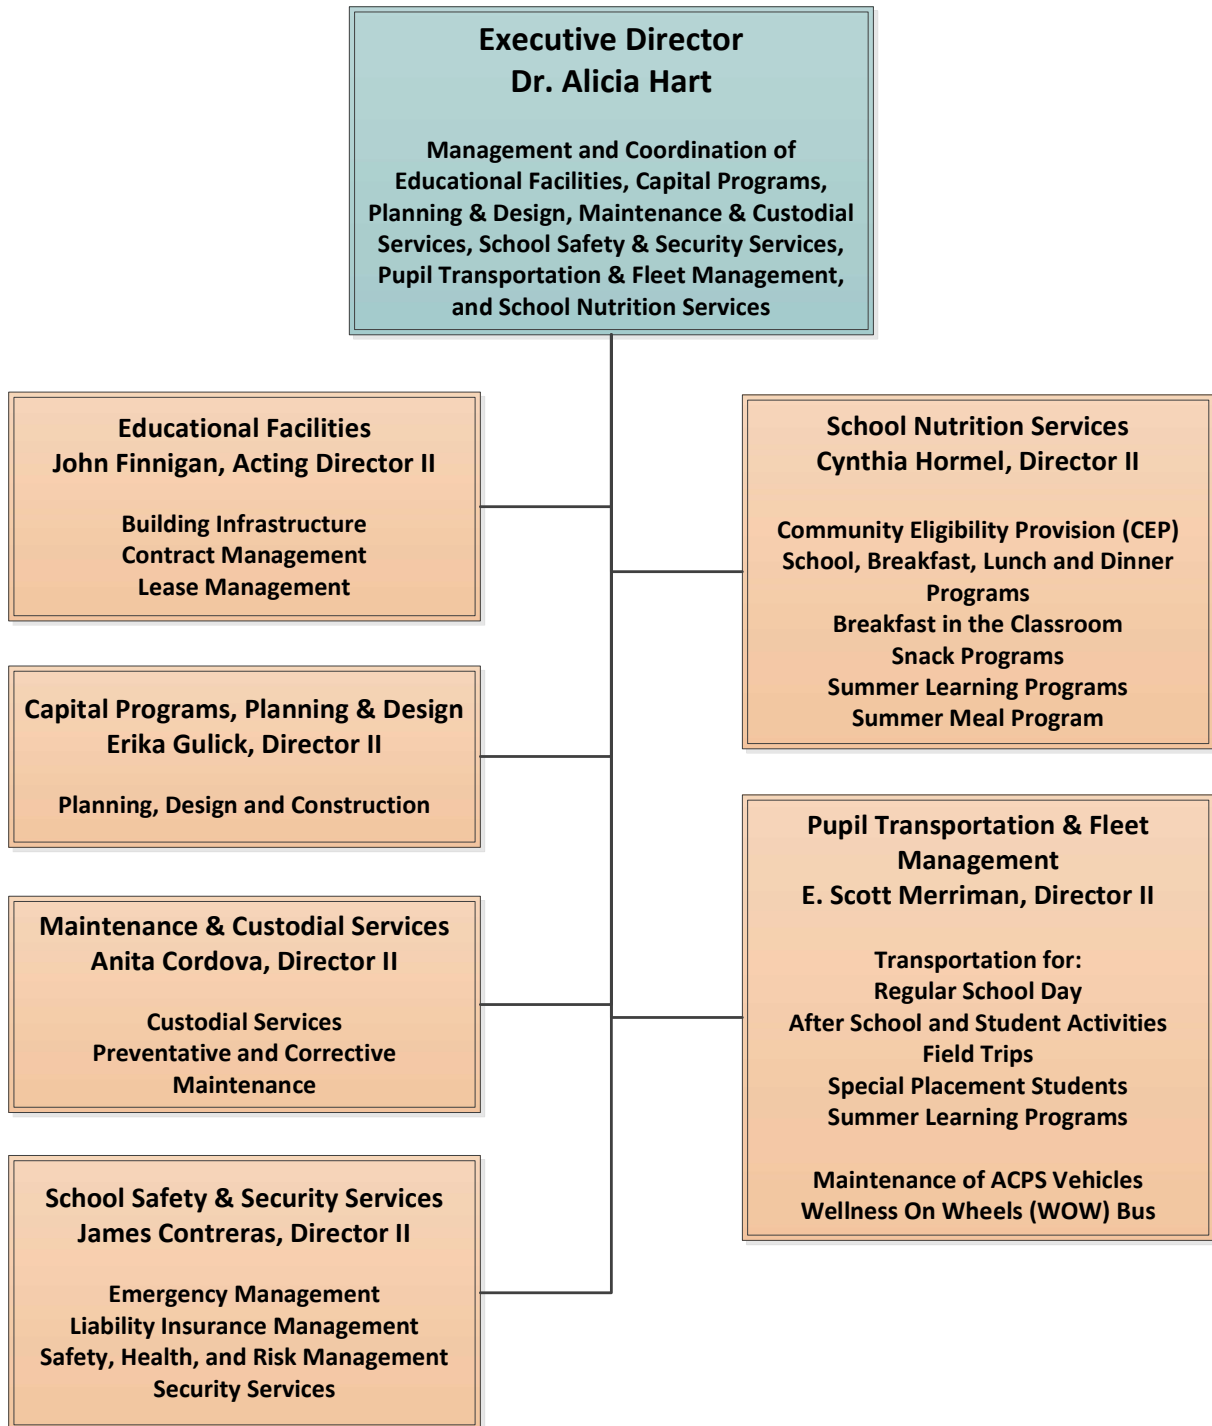 Executive Director
Dr. Alicia Hart
Management and Coordination of
Educational Facilities, Capital Programs,
Planning & Design, Maintenance & Custodial
Services, School Safety & Security Services,
Pupil Transportation & Fleet Management,
and School Nutrition Services
Educational Facilities
John Finnigan, Acting Director II
Building Infrastructure
Contract Management
Lease Management
Capital Programs, Planning & Design
Erika Gulick, Director II
Planning, Design and Construction
Maintenance & Custodial Services
Anita Cordova, Director II
Custodial Services
Preventative and Corrective
Maintenance
School Safety & Security Services
James Contreras, Director II
Emergency Management
Liability Insurance Management
Safety, Health, and Risk Management
Security Services
School Nutrition Services
Cynthia Hormel, Director II
Community Eligibility Provision (CEP)
School, Breakfast, Lunch and Dinner
Programs
Breakfast in the Classroom
Snack Programs
Summer Learning Programs
Summer Meal Program
Pupil Transportation & Fleet
Management
E. Scott Merriman, Director II
Transportation for:
Regular School Day
After School and Student Activities
Field Trips
Special Placement Students
Summer Learning Programs
Maintenance of ACPS Vehicles
Wellness On Wheels (WOW) Bus